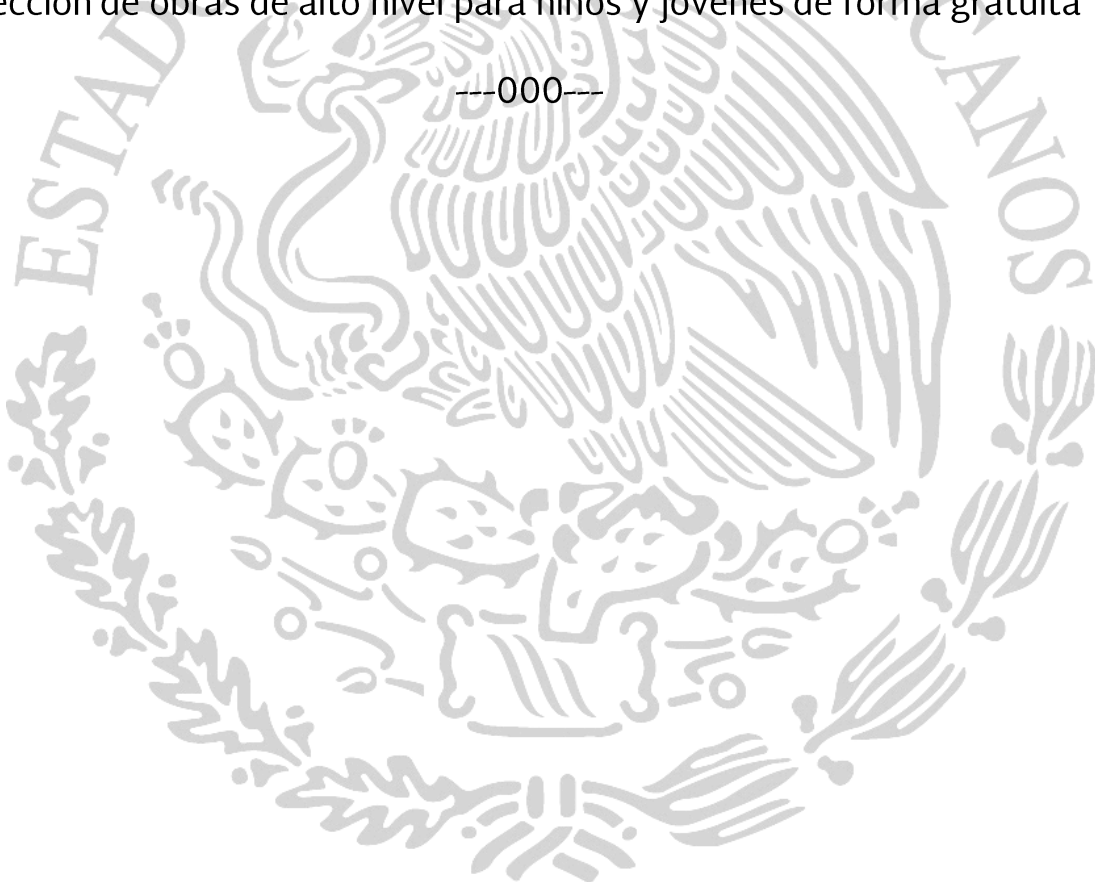 ección de obras de alto nivel para niños y jóvenes de forma gratuita
---000---
ESTAD
CANOS